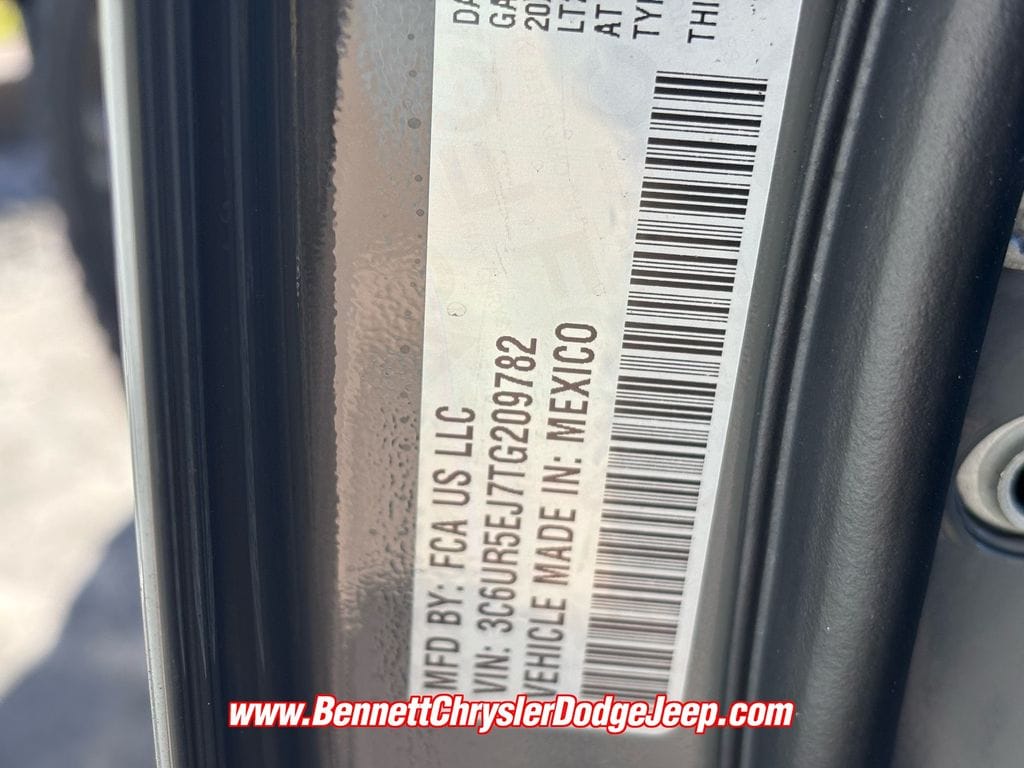 MFD BY: FCA US LLC
VIN: 3C6UR5EJ7TG209782
VEHICLE MADE IN: MEXICO
www.BennettChryslerDodgeJeep.com